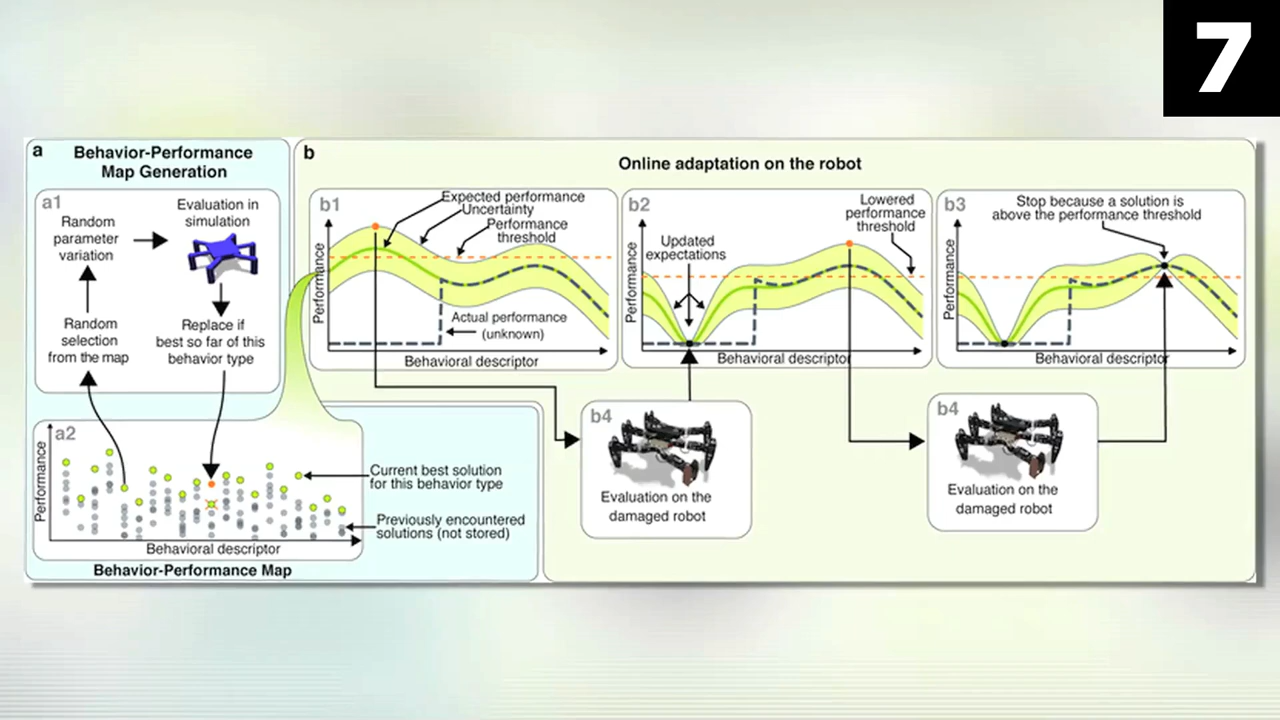 7
a
Behavior-Performance
Map Generation
a1
Random
parameter
variation
Evaluation in
simulation
Random
selection
from the map
Replace if
best so far of this
behavior type
a2
Performance
Behavioral descriptor
Current best solution
for this behavior type
Previously encountered
solutions (not stored)
Behavior-Performance Map
b
Online adaptation on the robot
b1
Expected performance
Uncertainty
Performance
threshold
Performance
Actual performance
(unknown)
Behavioral descriptor
b2
Lowered
performance
threshold
Updated
expectations
Performance
Behavioral descriptor
b3
Stop because a solution is
above the performance threshold
Performance
Behavioral descriptor
b4
Evaluation on the
damaged robot
b4
Evaluation on the
damaged robot